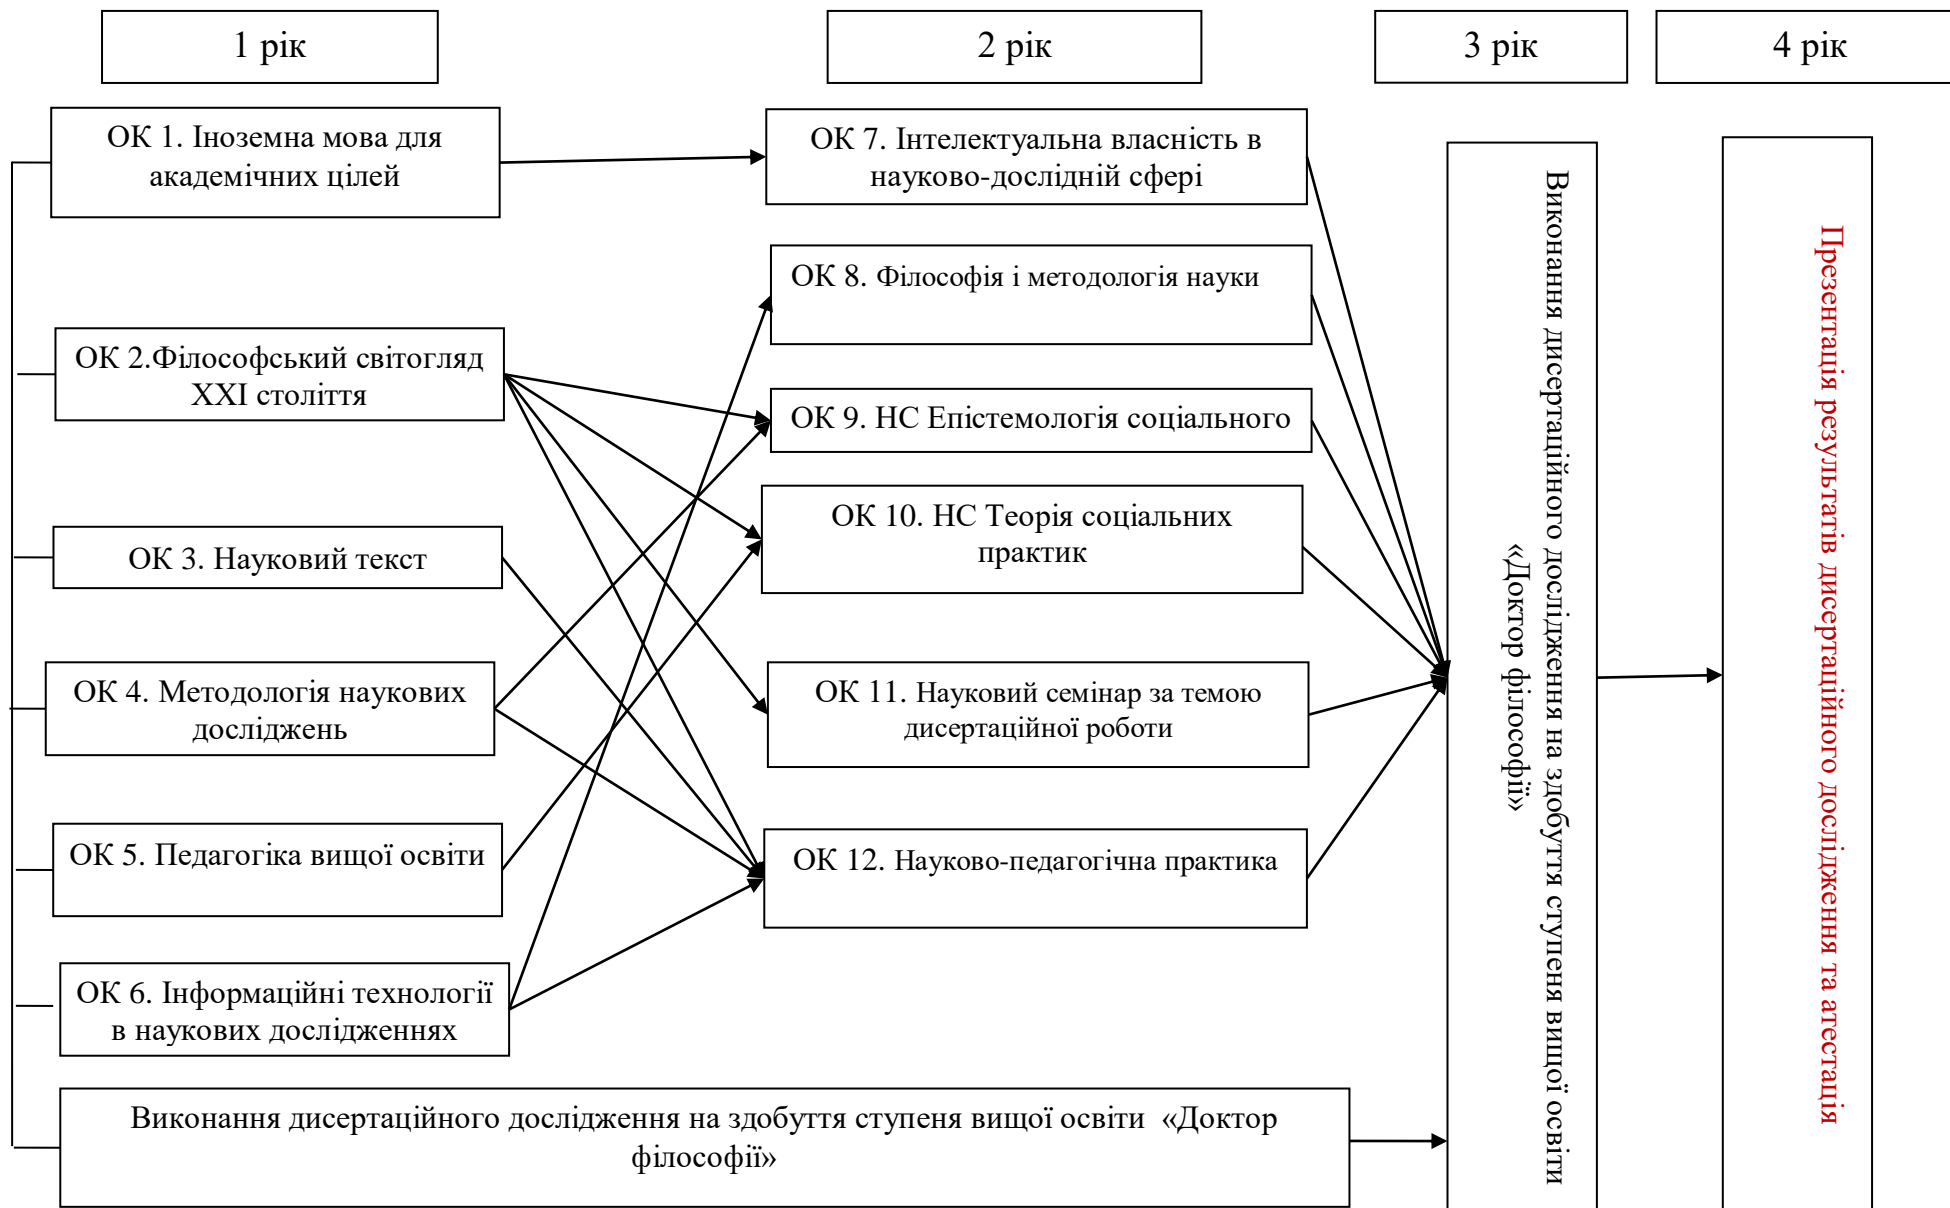 1 рік
2 рік
3 рік
4 рік
ОК 1. Іноземна мова для
академічних цілей
ОК 2.Філософський світогляд
ХХІ століття
ОК 3. Науковий текст
ОК 4. Методологія наукових
досліджень
ОК 5. Педагогіка вищої освіти
ОК 6. Інформаційні технології
в наукових дослідженнях
Виконання дисертаційного дослідження на здобуття ступеня вищої освіти «Доктор
філософії»
ОК 7. Інтелектуальна власність в
науково-дослідній сфері
ОК 8. Філософія і методологія науки
ОК 9. НС Епістемологія соціального
ОК 10. НС Теорія соціальних
практик
ОК 11. Науковий семінар за темою
дисертаційної роботи
ОК 12. Науково-педагогічна практика
Виконання дисертаційного дослідження на здобуття ступеня вищої освіти
«Доктор філософії»
Презентація результатів дисертаційного дослідження та атестація